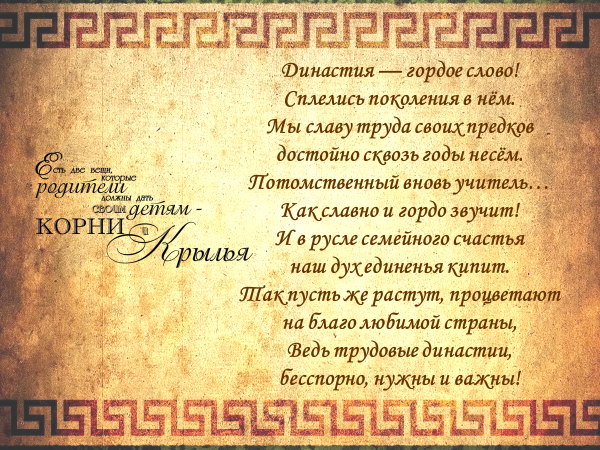 Есть две вещи,
которые
родители
должны дать
своим детям -
КОРНИ и
Крылья
Династия — гордое слово!
Сплелись поколения в нём.
Мы славу труда своих предков
достойно сквозь годы несём.
Потомственный вновь учитель…
Как славно и гордо звучит!
И в русле семейного счастья
наш дух единенья кипит.
Так пусть же растут, процветают
на благо любимой страны,
Ведь трудовые династии,
бесспорно, нужны и важны!